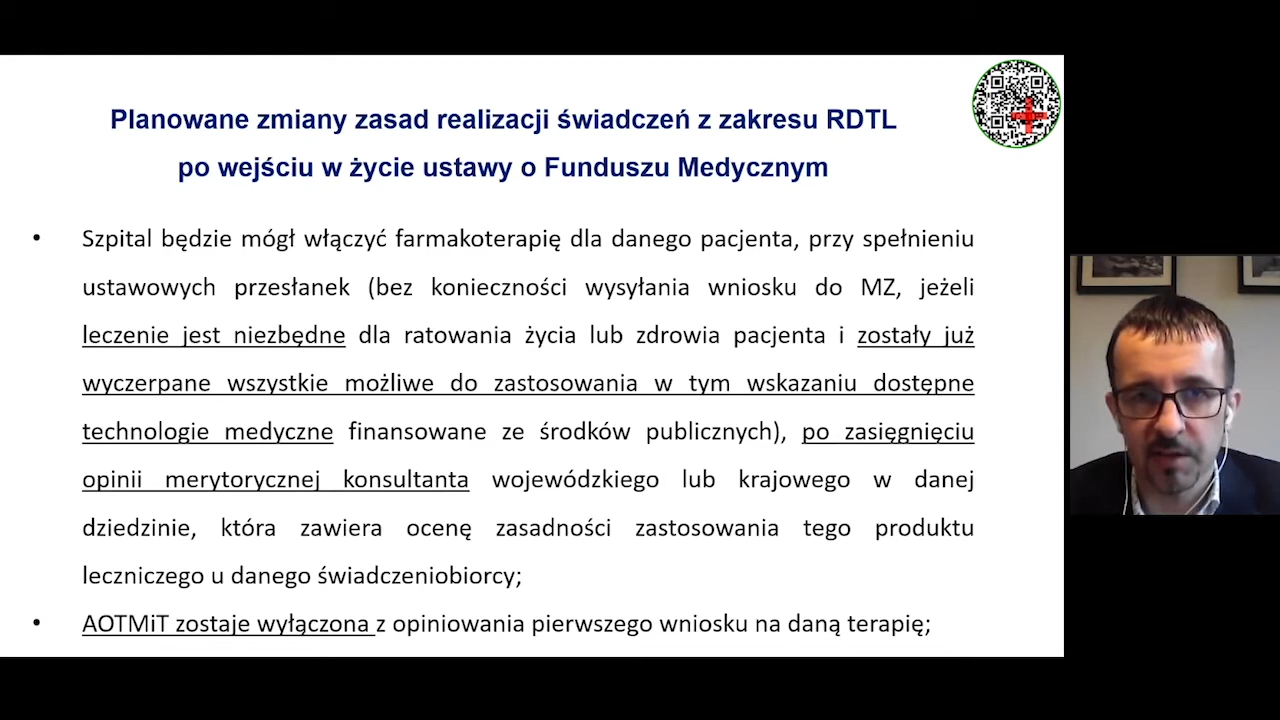 Planowane zmiany zasad realizacji świadczeń z zakresu RDTL
po wejściu w życie ustawy o Funduszu Medycznym
• Szpital będzie mógł włączyć farmakoterapię dla danego pacjenta, przy spełnieniu
ustawowych przesłanek (bez konieczności wysyłania wniosku do MZ, jeżeli
leczenie jest niezbędne dla ratowania życia lub zdrowia pacjenta i zostały już
wyczerpane wszystkie możliwe do zastosowania w tym wskazaniu dostępne
technologie medyczne finansowane ze środków publicznych), po zasięgnięciu
opinii merytorycznej konsultanta wojewódzkiego lub krajowego w danej
dziedzinie, która zawiera ocenę zasadności zastosowania tego produktu
leczniczego u danego świadczeniobiorcy;
• AOTMiT zostaje wyłączona z opiniowania pierwszego wniosku na daną terapię;